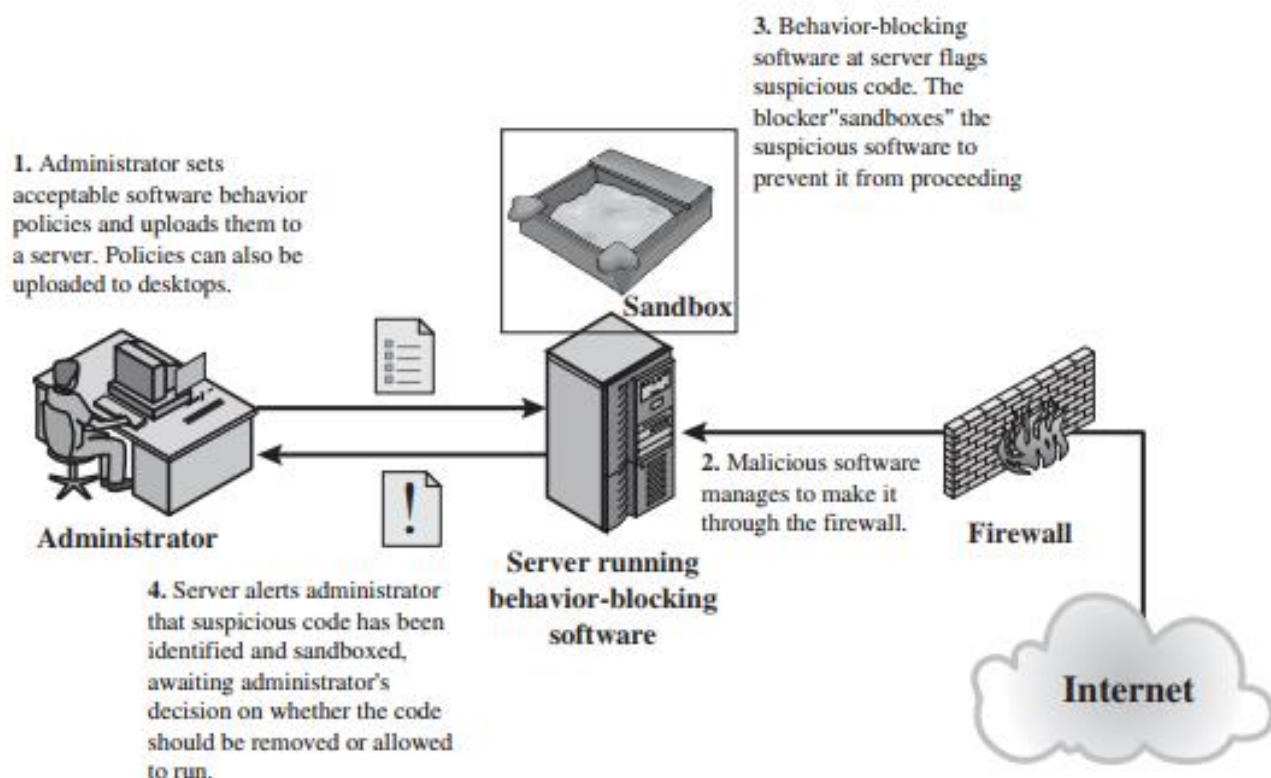 1. Administrator sets
acceptable software behavior
policies and uploads them to
a server. Policies can also be
uploaded to desktops.
3. Behavior-blocking
software at server flags
suspicious code. The
blocker"sandboxes" the
suspicious software to
prevent it from proceeding
Sandbox
!
Administrator
2. Malicious software
manages to make it
through the firewall.
Firewall
Server running
behavior-blocking
software
4. Server alerts administrator
that suspicious code has been
identified and sandboxed,
awaiting administrator's
decision on whether the code
should be removed or allowed
to run.
Internet